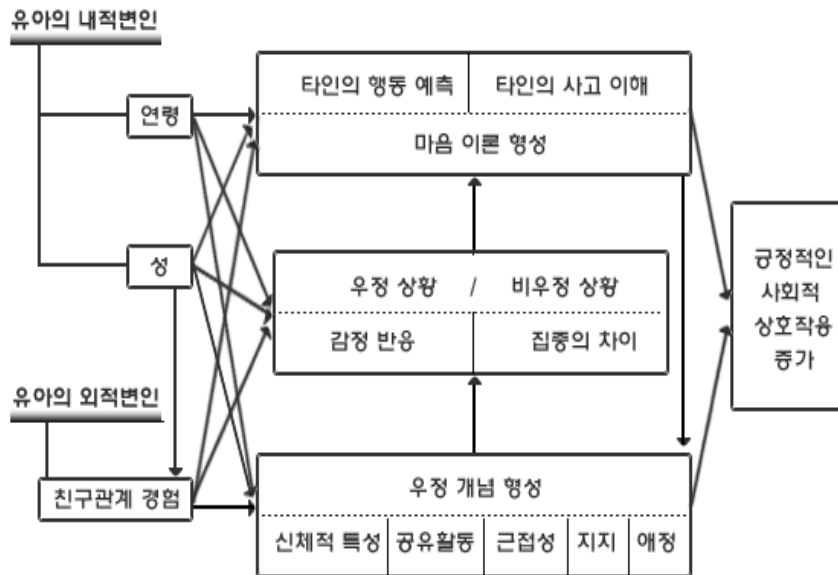 유아의 내적변인
연령
성
유아의 외적변인
친구관계 경험
타인의 행동 예측
타인의 사고 이해
마음 이론 형성
우정 상황 / 비우정 상황
감정 반응
집중의 차이
우정 개념 형성
신체적 특성
공유활동
근접성
지지
애정
긍정적인
사회적
상호작용
증가